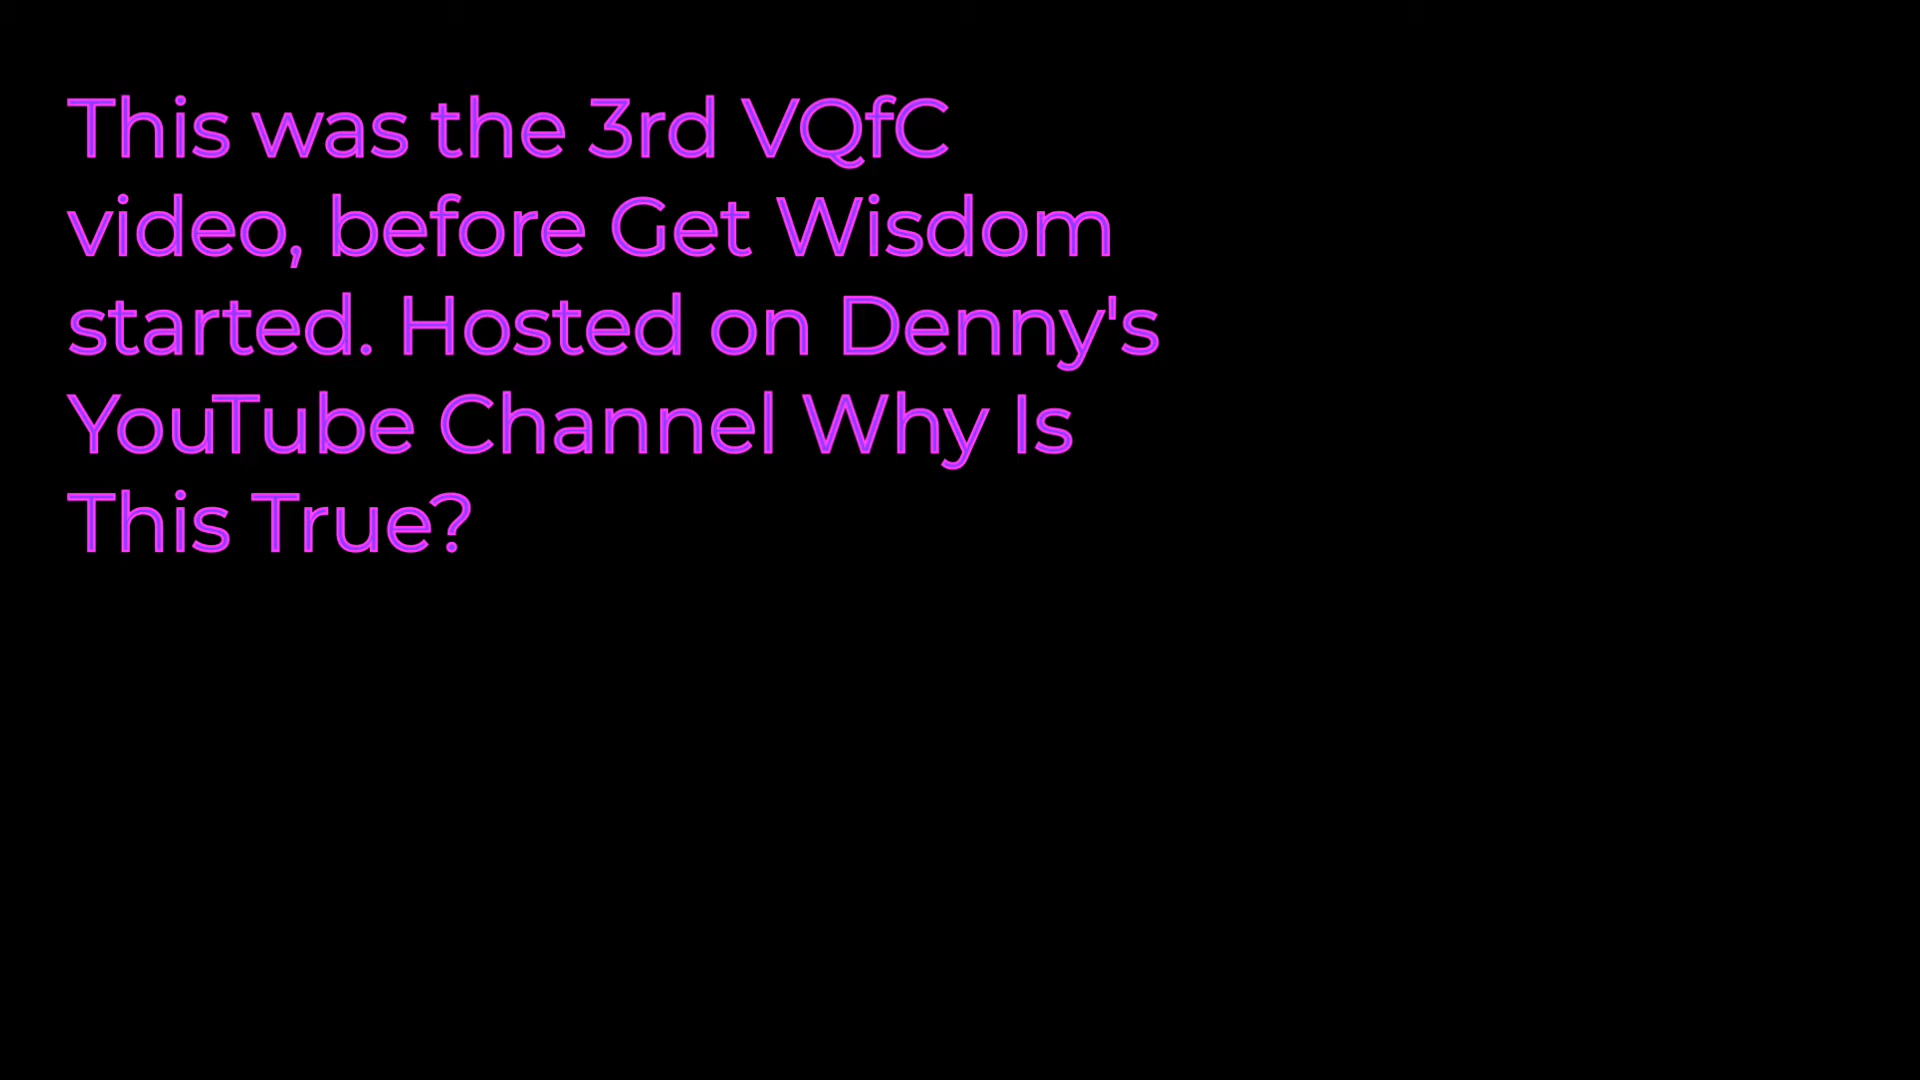 This was the 3rd VQfC
video, before Get Wisdom
started. Hosted on Denny's
YouTube Channel Why Is
This True?